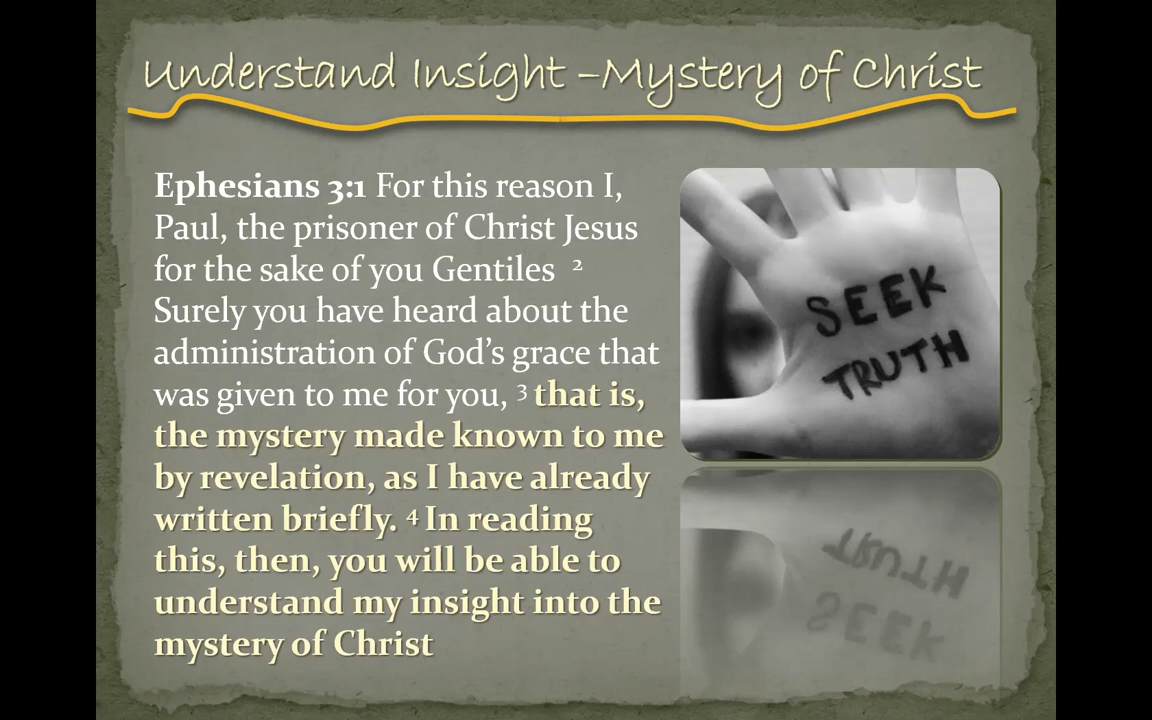 Understand Insight –Mystery of Christ
Ephesians 3:1 For this reason I,
Paul, the prisoner of Christ Jesus
for the sake of you Gentiles 2
Surely you have heard about the
administration of God’s grace that
was given to me for you, 3 that is,
the mystery made known to me
by revelation, as I have already
written briefly. 4 In reading
this, then, you will be able to
understand my insight into the
mystery of Christ
SEEK
TRUTH
TRUTH
SEEK